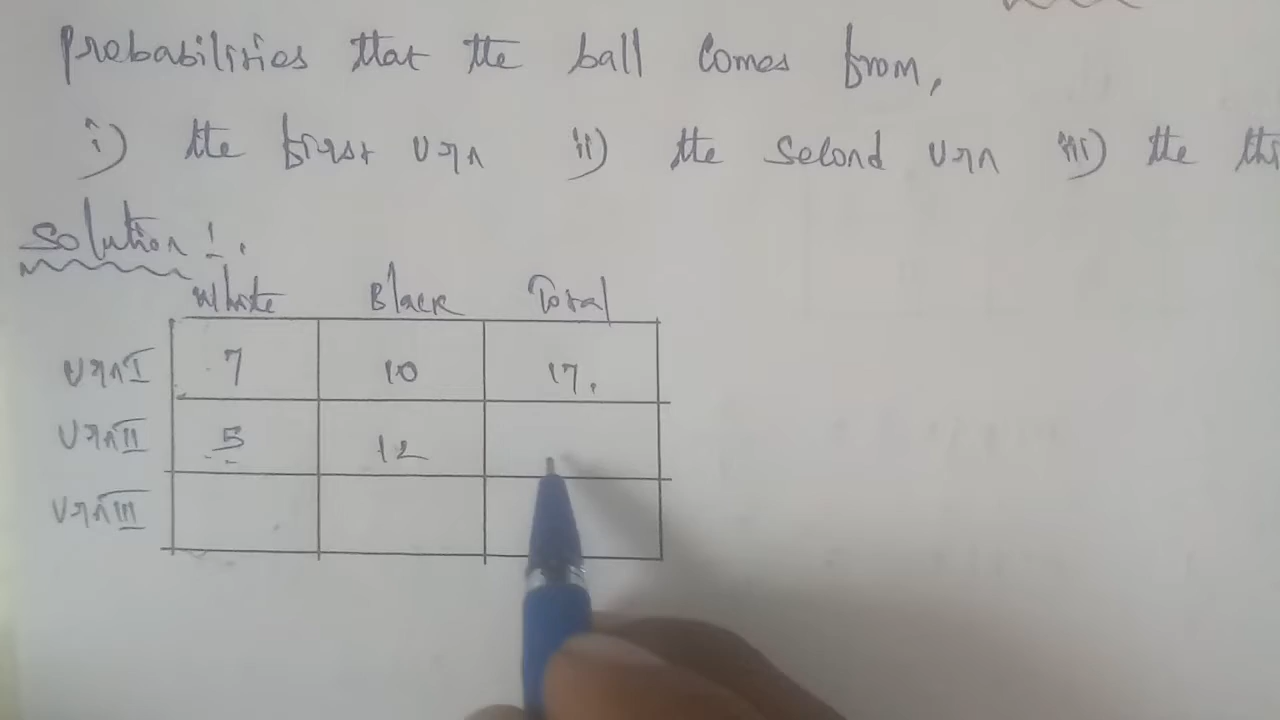 probabilities that the ball comes from,
i) the first urn ii) the second urn iii) the thi
Solution :
White Black Total
Urn I 7 10 17.
Urn II 5 12
Urn III